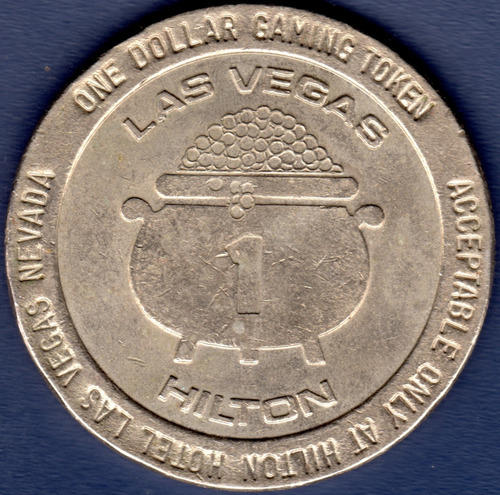 ONE DOLLAR GAMING TOKEN
ACCEPTABLE ONLY AT HILTON HOTEL LAS VEGAS NEVADA
LAS VEGAS
1
HILTON